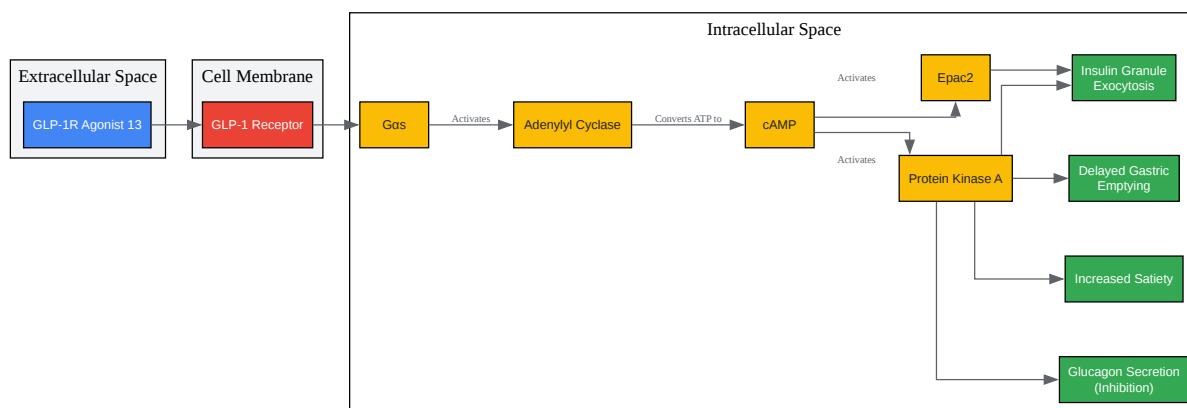 Intracellular Space
Extracellular Space
Cell Membrane
GLP-1R Agonist 13
GLP-1 Receptor
Gαs
Activates
Adenylyl Cyclase
Converts ATP to
cAMP
Activates
Activates
Epac2
Protein Kinase A
Insulin Granule
Exocytosis
Delayed Gastric
Emptying
Increased Satiety
Glucagon Secretion
(Inhibition)